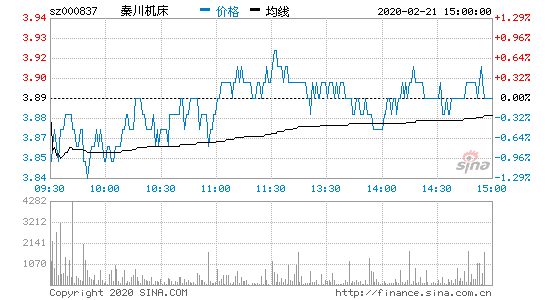 sz000837 秦川机床 价格 均线 2020-02-21 15:00:00
3.94 1.29%
3.93 0.96%
3.92 0.64%
3.90 0.32%
3.89 0.00%
3.88 -0.32%
3.87 -0.64%
3.85 -0.96%
3.84 -1.29%
sina
新浪财经
09:30 10:00 10:30 11:00 11:30 13:30 14:00 14:30 15:00
4282
3212
2141
1070
Copyright 2020 SINA.COM http://finance.sina.com.cn